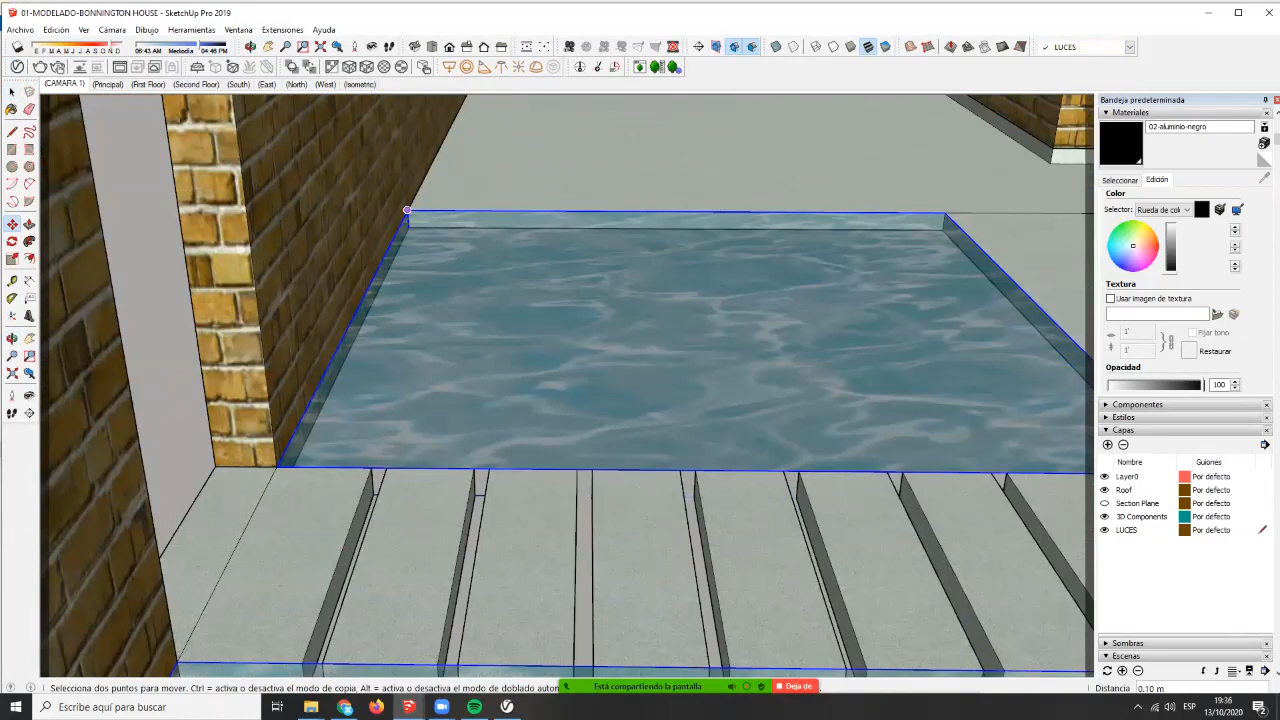 01-MODELADO-BONNINGTON HOUSE - SketchUp Pro 2019
Archivo Edición Ver Cámara Dibujo Herramientas Ventana Extensiones Ayuda
E F M A M J J A S O N D
06:43 AM Mediodía 04:46 PM
✓ LUCES
(CAMARA 1) (Principal) (First Floor) (Second Floor) (South) (East) (North) (West) (Isometric)
Bandeja predeterminada
Materiales
02-aluminio-negro
Seleccionar Edición
Color
Selector: Rueda de col
Textura
Usar imagen de textura
1'
Fijar tono
1'
Restaurar
Opacidad
100
Componentes
Estilos
Capas
Nombre Guiones
Layer0 Por defecto
Roof Por defecto
Section Plane Por defecto
3D Components Por defecto
LUCES Por defecto
Sombras
Escenas
Selecciona dos puntos para mover. Ctrl = activa o desactiva el modo de copia, Alt = activa o desactiva el modo de doblado auton
Está compartiendo la pantalla
Deja de
Distancia 0.10 m
Escribe aquí para buscar
ESP
19:36
13/10/2020
2